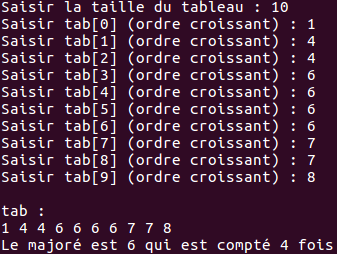 Saisir la taille du tableau : 10
Saisir tab[0] (ordre croissant) : 1
Saisir tab[1] (ordre croissant) : 4
Saisir tab[2] (ordre croissant) : 4
Saisir tab[3] (ordre croissant) : 6
Saisir tab[4] (ordre croissant) : 6
Saisir tab[5] (ordre croissant) : 6
Saisir tab[6] (ordre croissant) : 6
Saisir tab[7] (ordre croissant) : 7
Saisir tab[8] (ordre croissant) : 7
Saisir tab[9] (ordre croissant) : 8
tab :
1 4 4 6 6 6 6 7 7 8
Le majoré est 6 qui est compté 4 fois